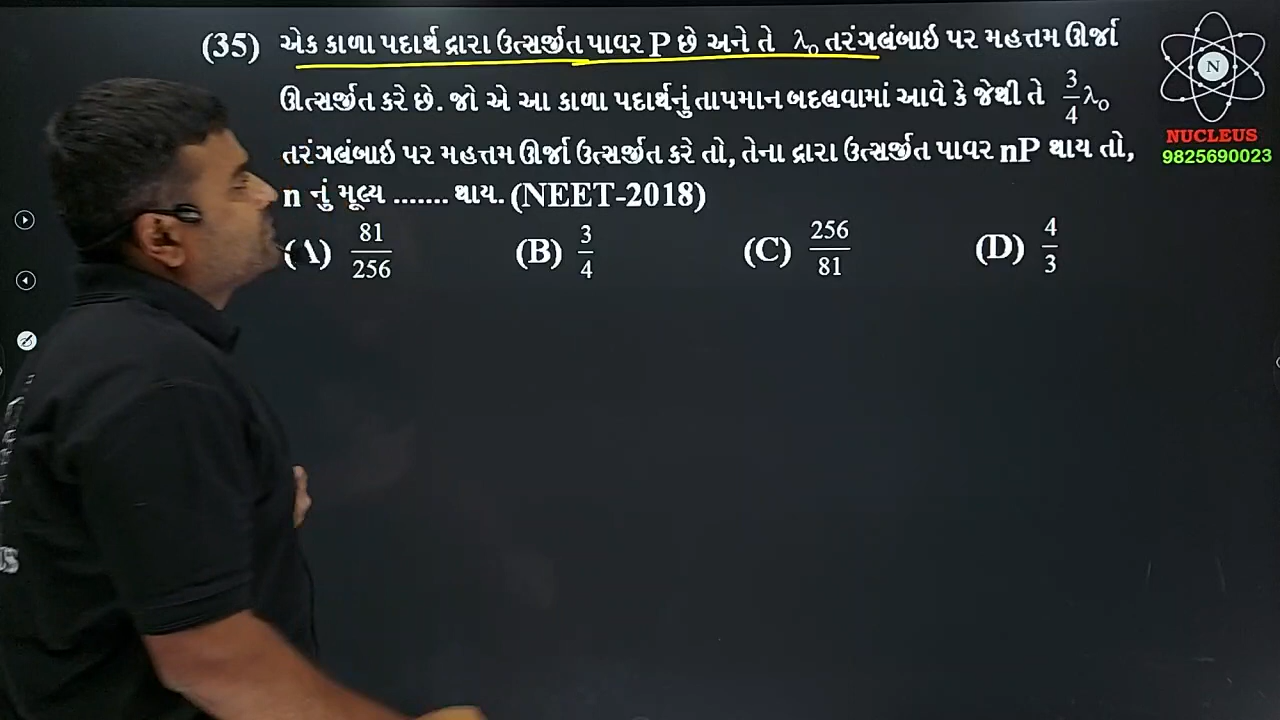 (35) એક કાળા પદાર્થ દ્વારા ઉત્સર્જીત પાવર P છે અને તે λ₀ તરંગલંબાઇ પર મહત્તમ ઊર્જા
ઊત્સર્જીત કરે છે. જો એ આ કાળા પદાર્થનું તાપમાન બદલવામાં આવે કે જેથી તે 3/4 λ₀
તરંગલંબાઇ પર મહત્તમ ઊર્જા ઉત્સર્જીત કરે તો, તેના દ્વારા ઉત્સર્જીત પાવર nP થાય તો,
n નું મૂલ્ય ....... થાય. (NEET-2018)
(A) 81/256 (B) 3/4 (C) 256/81 (D) 4/3
N
NUCLEUS
9825690023